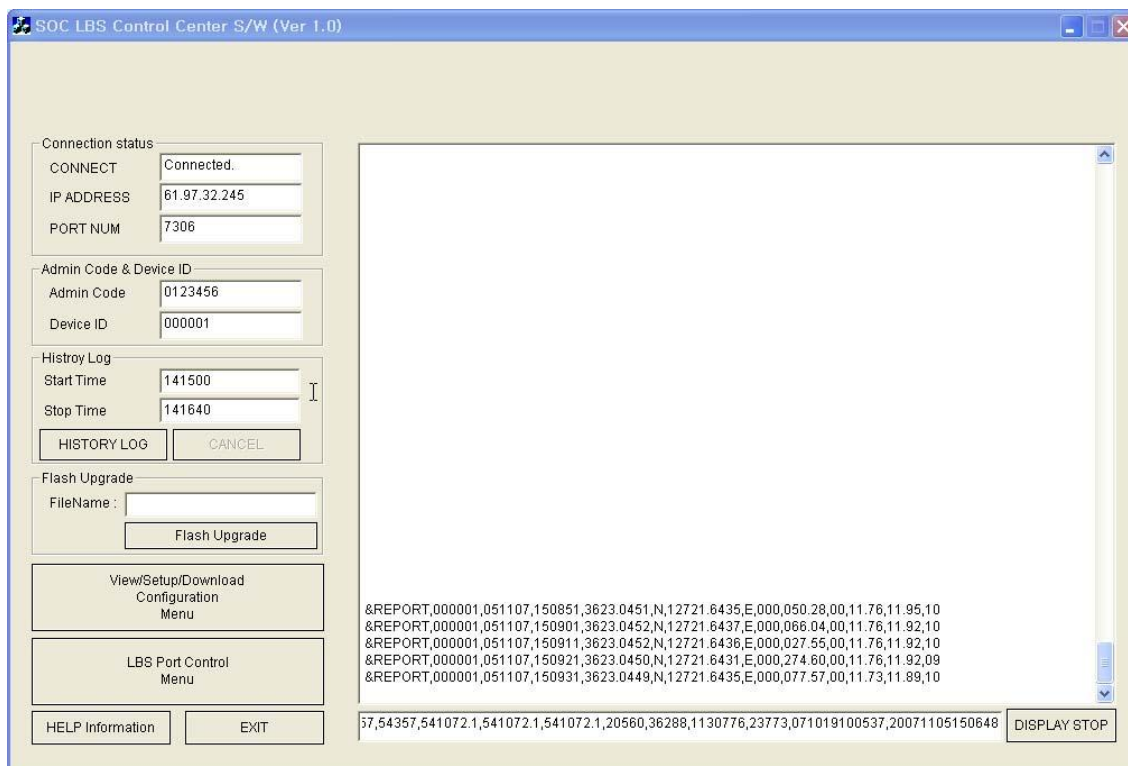 SOC LBS Control Center S/W (Ver 1.0)
Connection status
CONNECT Connected.
IP ADDRESS 61.97.32.245
PORT NUM 7306
Admin Code & Device ID
Admin Code 0123456
Device ID 000001
Histroy Log
Start Time 141500
Stop Time 141640
HISTORY LOG CANCEL
Flash Upgrade
FileName :
Flash Upgrade
View/Setup/Download
Configuration
Menu
LBS Port Control
Menu
HELP Information EXIT
&REPORT,000001,051107,150851,3623.0451,N,12721.6435,E,000,050.28,00,11.76,11.95,10
&REPORT,000001,051107,150901,3623.0452,N,12721.6437,E,000,066.04,00,11.76,11.92,10
&REPORT,000001,051107,150911,3623.0452,N,12721.6436,E,000,027.55,00,11.76,11.92,10
&REPORT,000001,051107,150921,3623.0450,N,12721.6431,E,000,274.60,00,11.76,11.92,09
&REPORT,000001,051107,150931,3623.0449,N,12721.6435,E,000,077.57,00,11.73,11.89,10
57,54357,541072.1,541072.1,541072.1,20560,36288,1130776,23773,071019100537,20071105150648
DISPLAY STOP